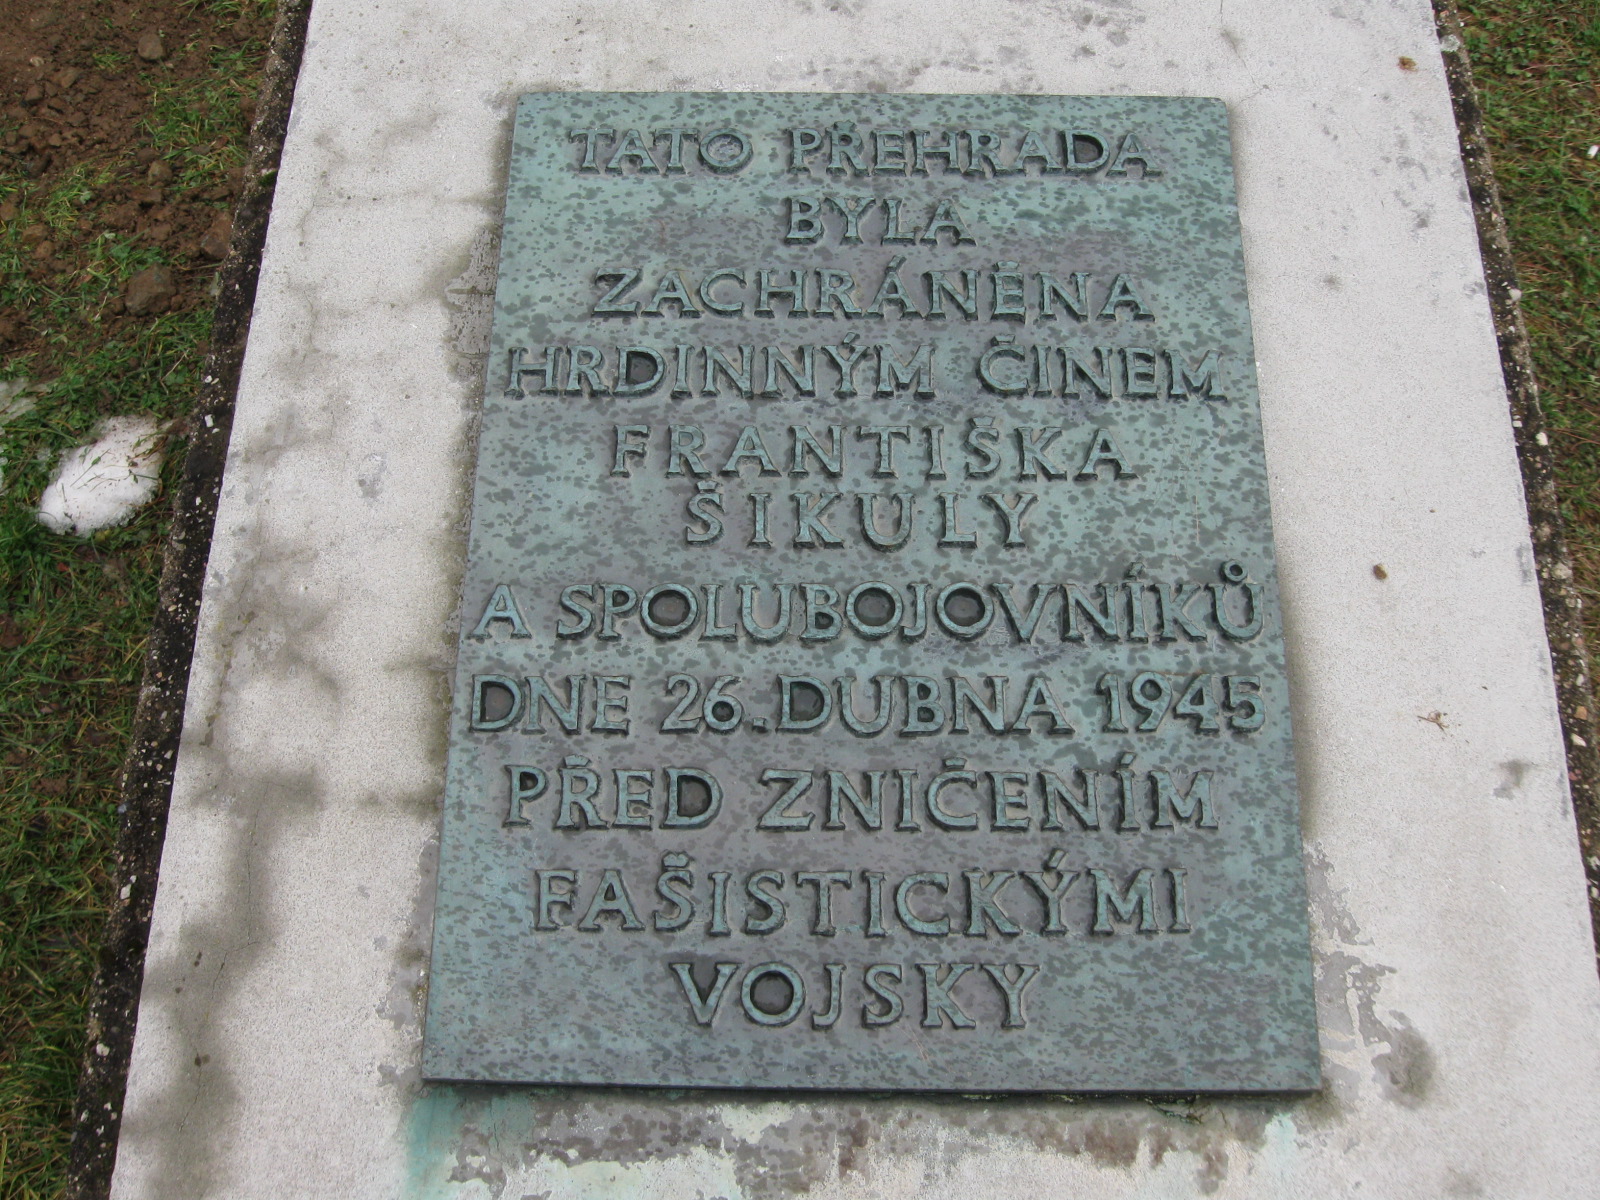 TATO PŘEHRADA
BYLA
ZACHRÁNĚNA
HRDINNÝM ČINEM
FRANTIŠKA
ŠIKULY
A SPOLUBOJOVNÍKŮ
DNE 26.DUBNA 1945
PŘED ZNIČENÍM
FAŠISTICKÝMI
VOJSKY